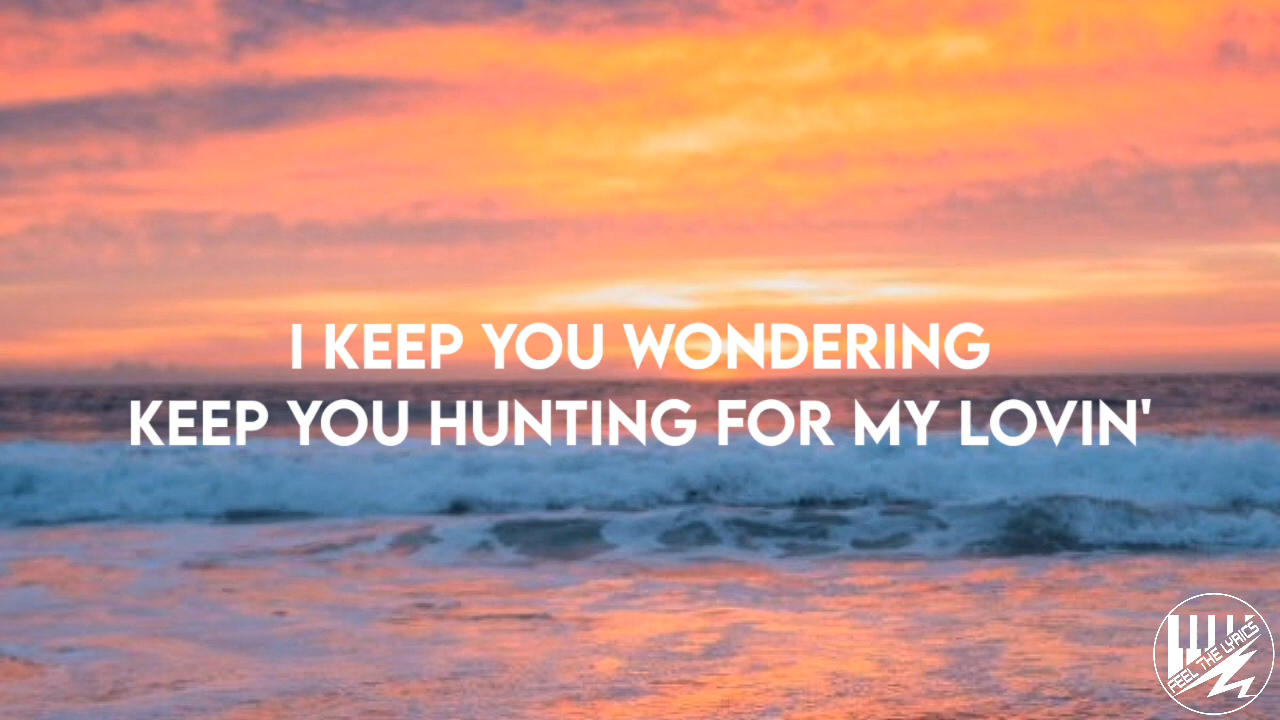 I KEEP YOU WONDERING
KEEP YOU HUNTING FOR MY LOVIN'
FEEL THE LYRICS